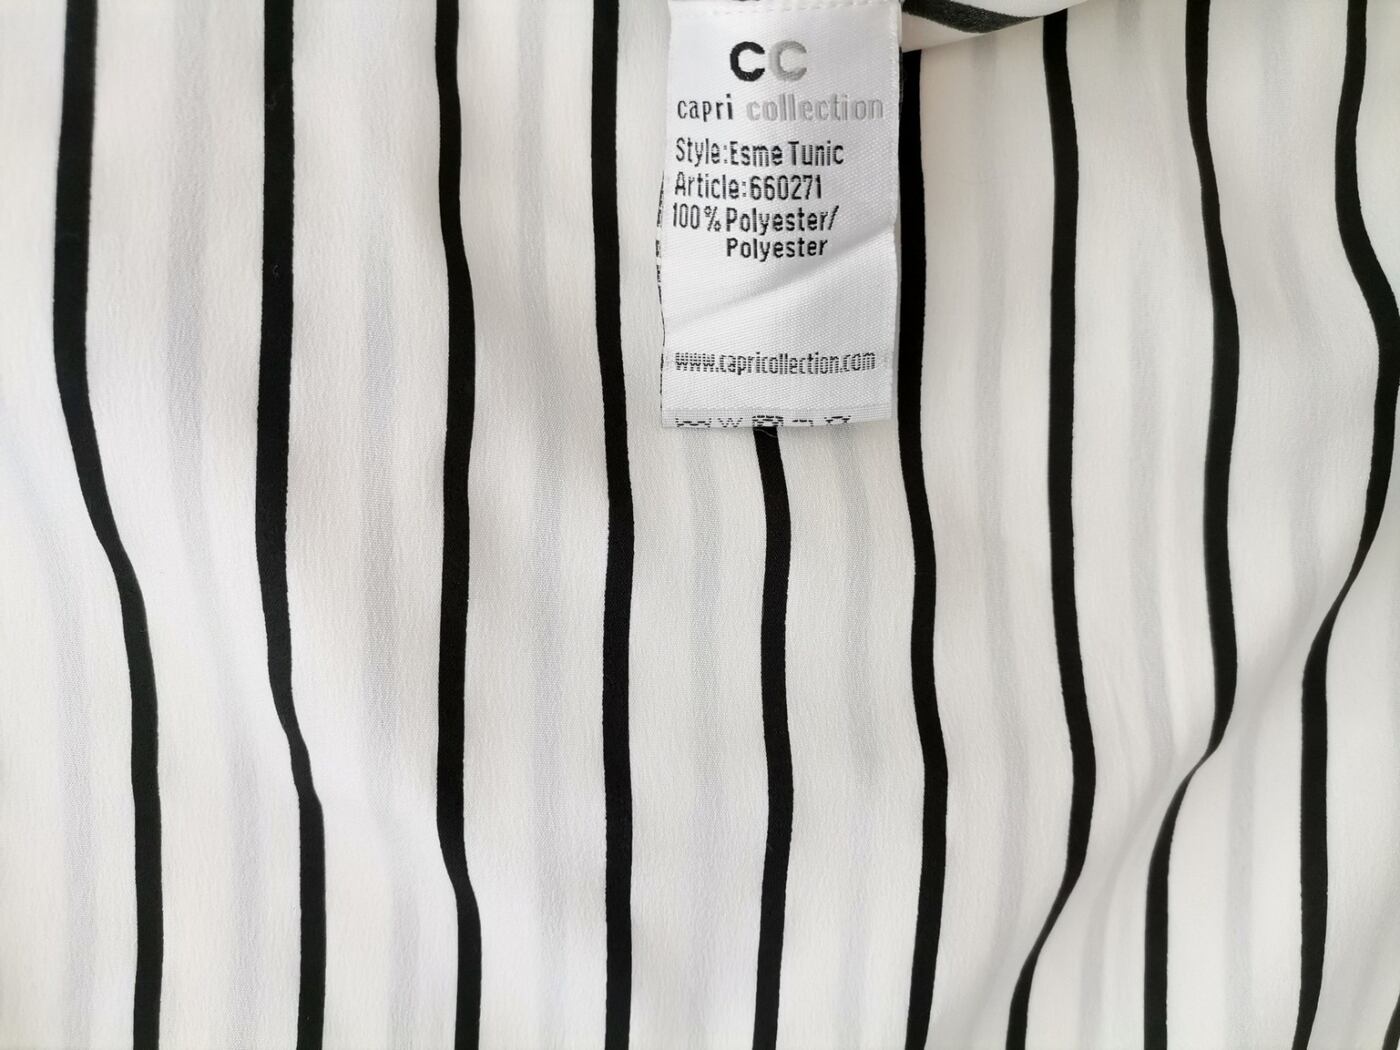 CC
capri collection
Style:Esme Tunic
Article:660271
100% Polyester/
Polyester
www.capricollection.com